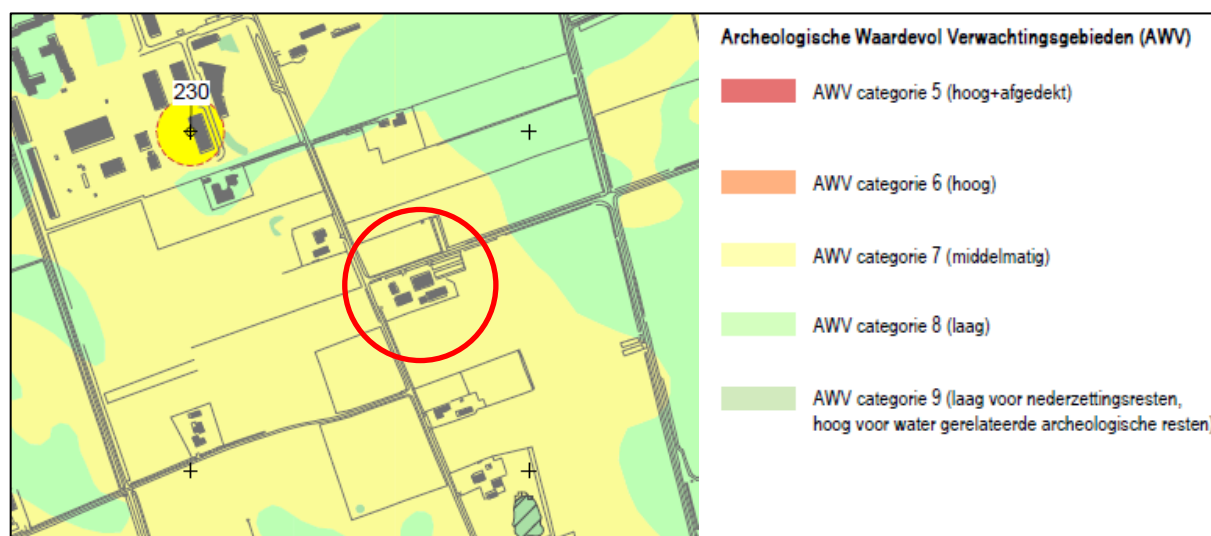 230
Archeologische Waardevol Verwachtingsgebieden (AWV)
AWV categorie 5 (hoog+afgedekt)
AWV categorie 6 (hoog)
AWV categorie 7 (middelmatig)
AWV categorie 8 (laag)
AWV categorie 9 (laag voor nederzettingsresten,
hoog voor water gerelateerde archeologische resten)